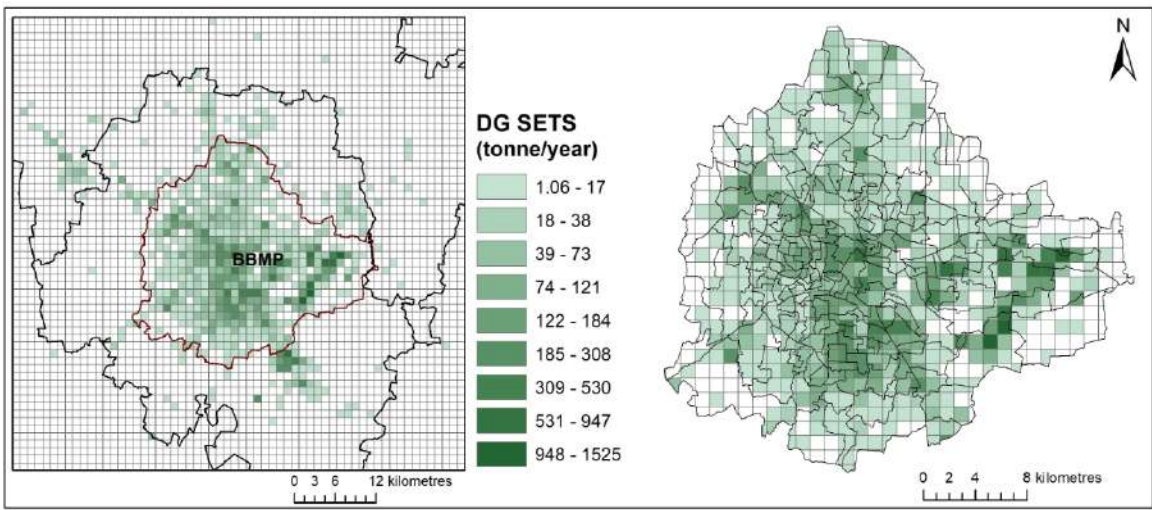 BBMP
0 3 6 12 kilometres
DG SETS
(tonne/year)
1.06 - 17
18 - 38
39 - 73
74 - 121
122 - 184
185 - 308
309 - 530
531 - 947
948 - 1525
N
0 2 4 8 kilometres